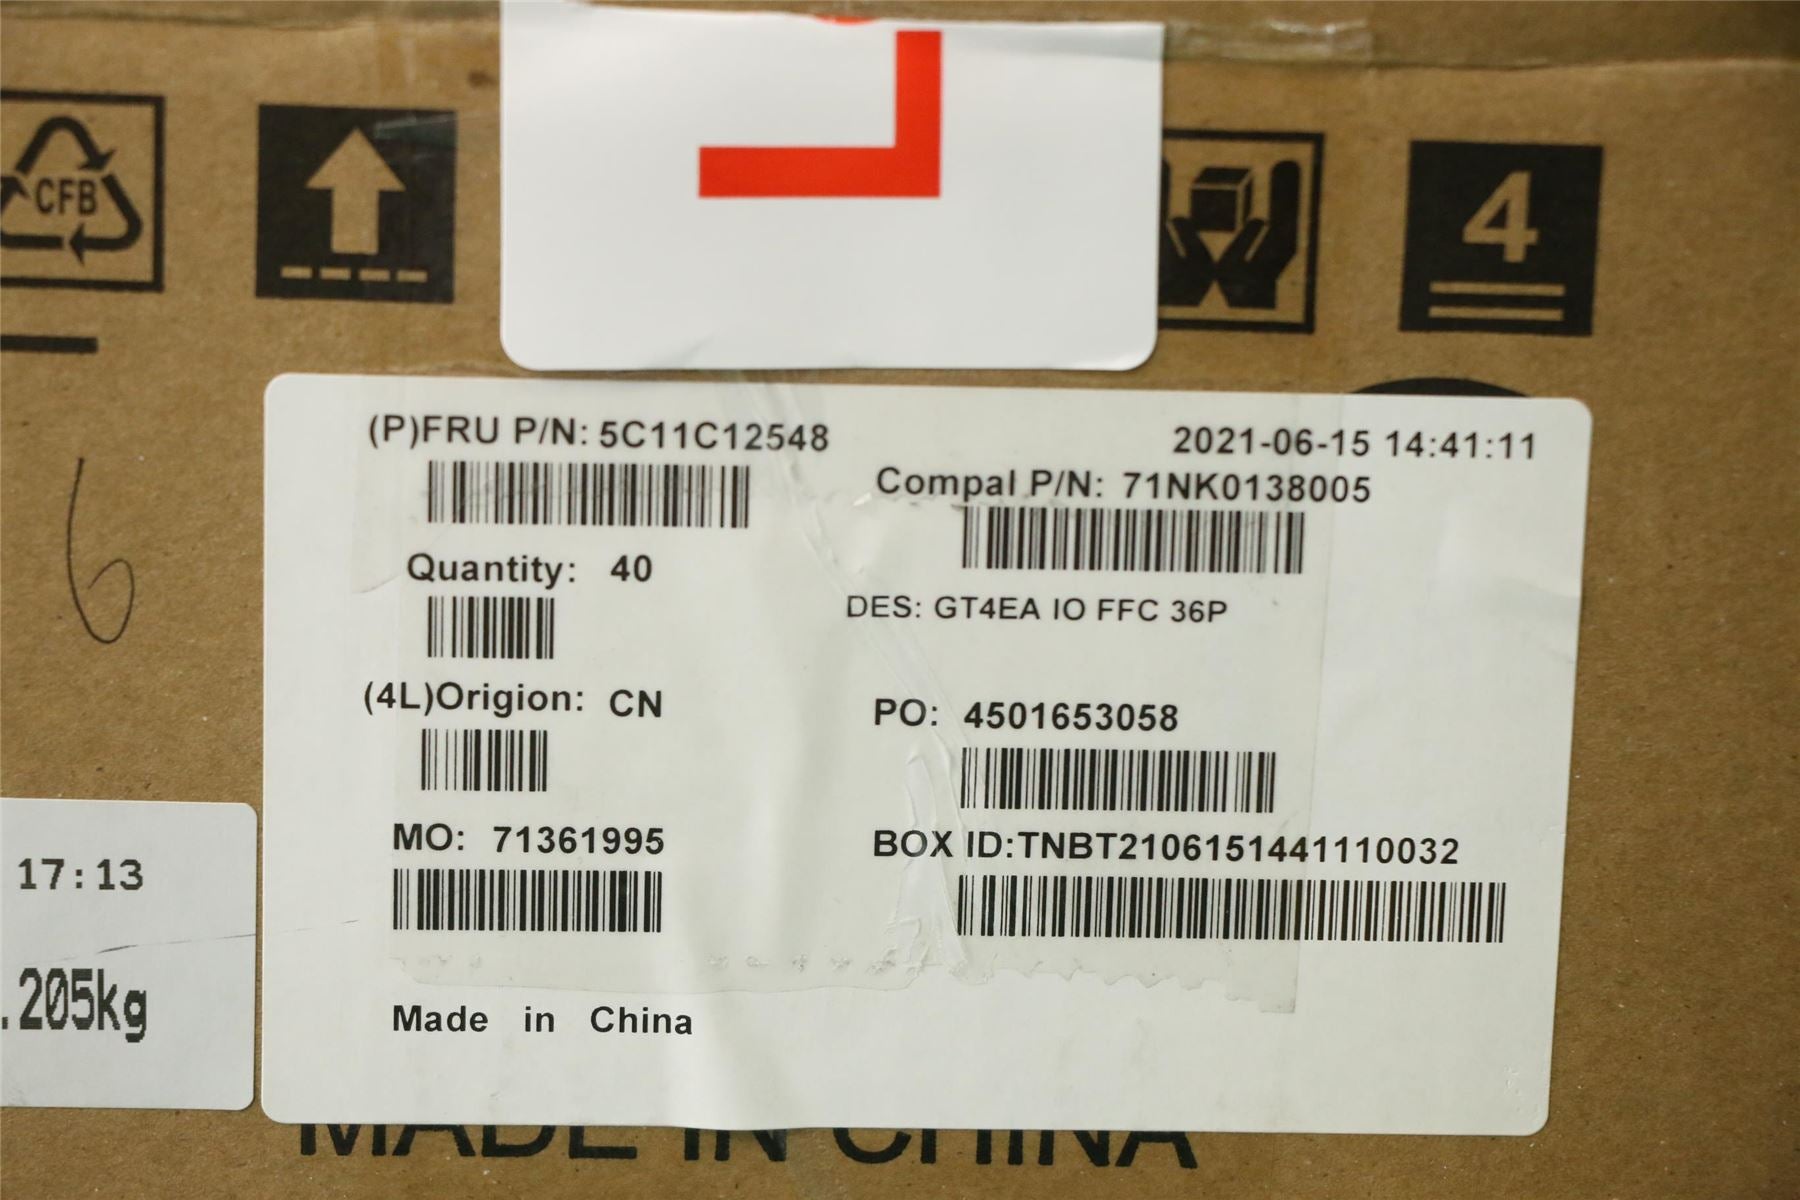 CFB
4
6
(P)FRU P/N: 5C11C12548
2021-06-15 14:41:11
Compal P/N: 71NK0138005
Quantity: 40
DES: GT4EA IO FFC 36P
(4L)Origion: CN
PO: 4501653058
MO: 71361995
BOX ID:TNBT2106151441110032
17:13
.205kg
Made in China
MADE IN CHINA